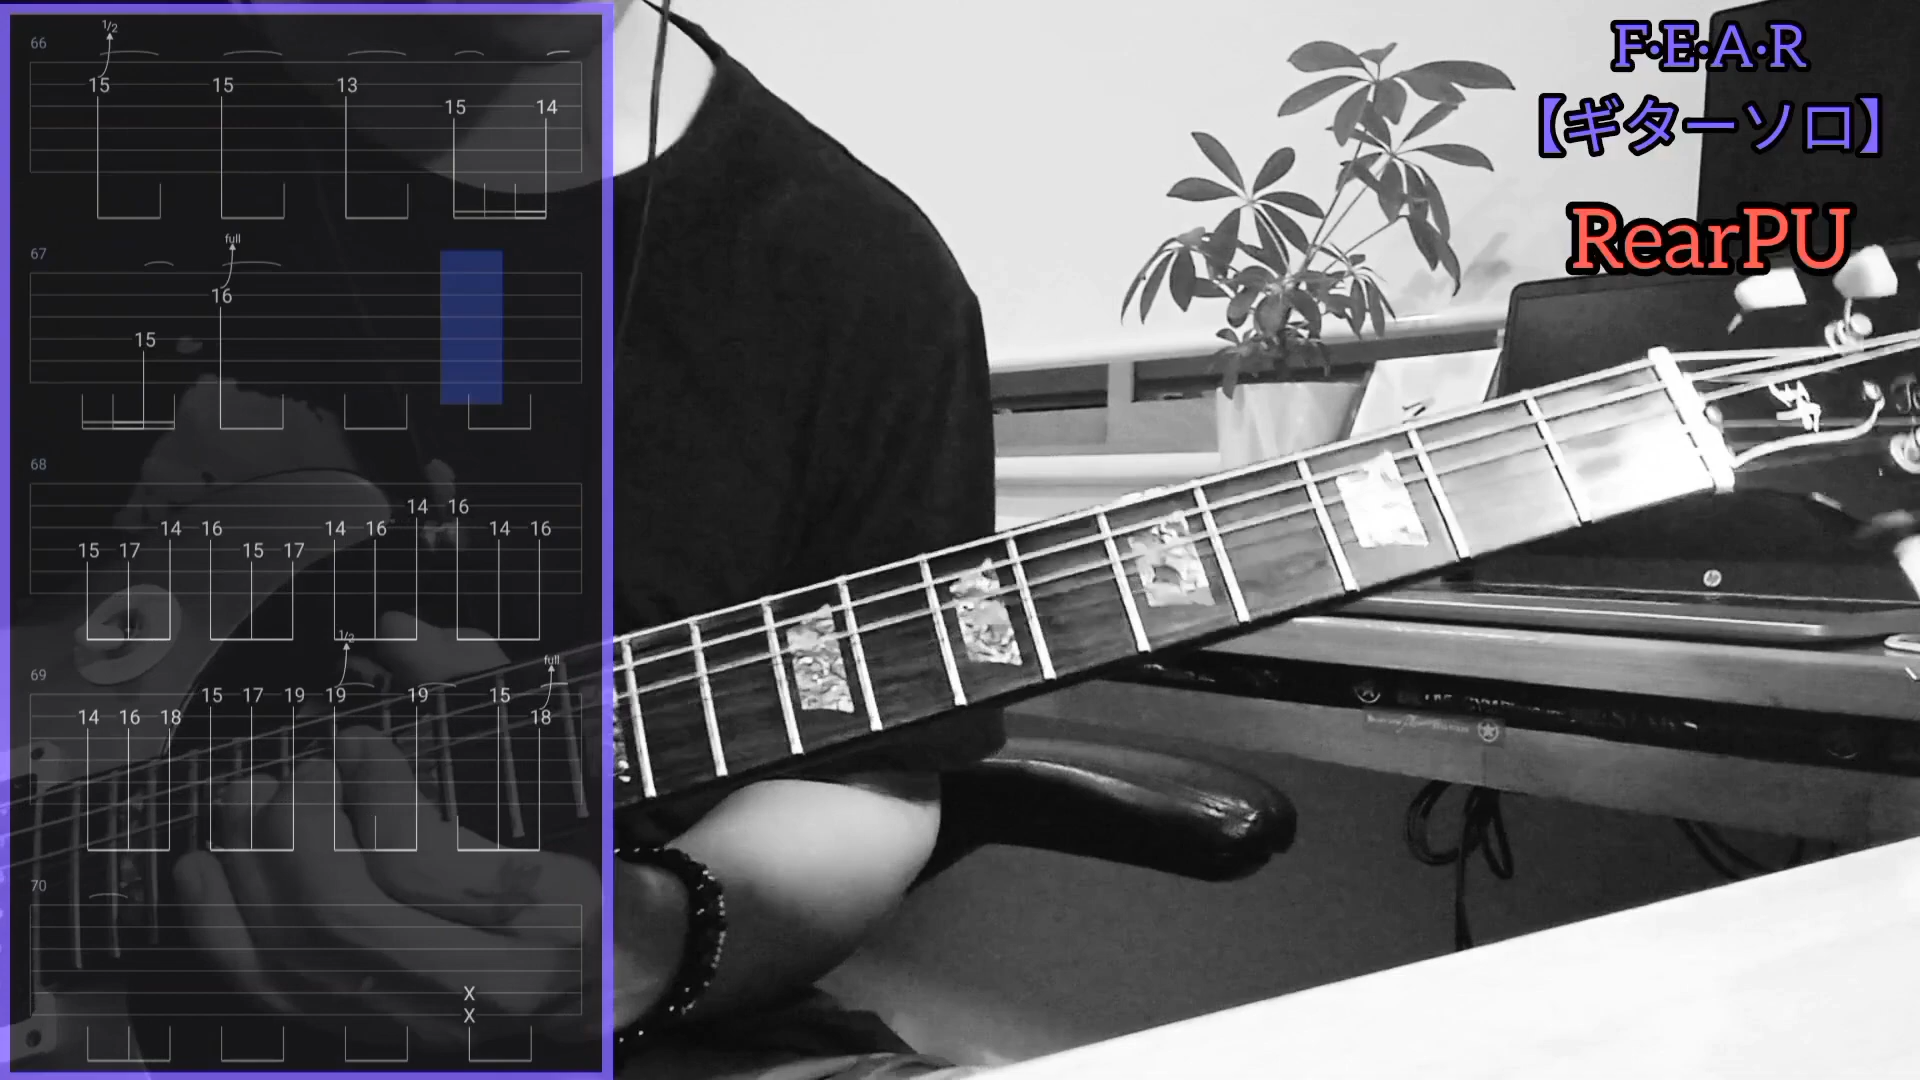 66
1/2
15 15 13 15 14
67
full
15 16
68
15 17 14 16 15 17 14 16 14 16 14 16
69
1/2
full
14 16 18 15 17 19 19 19 15 18
70
X
X
F·E·A·R
【ギターソロ】
RearPU
hp